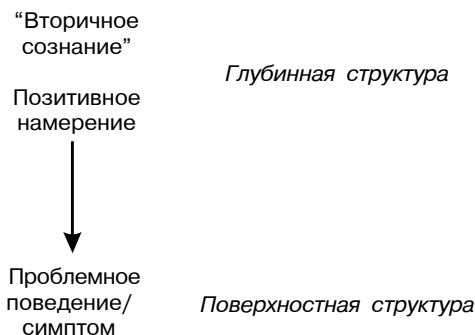 “Вторичное
сознание”
Глубинная структура
Позитивное
намерение
Проблемное
поведение/
симптом
Поверхностная структура